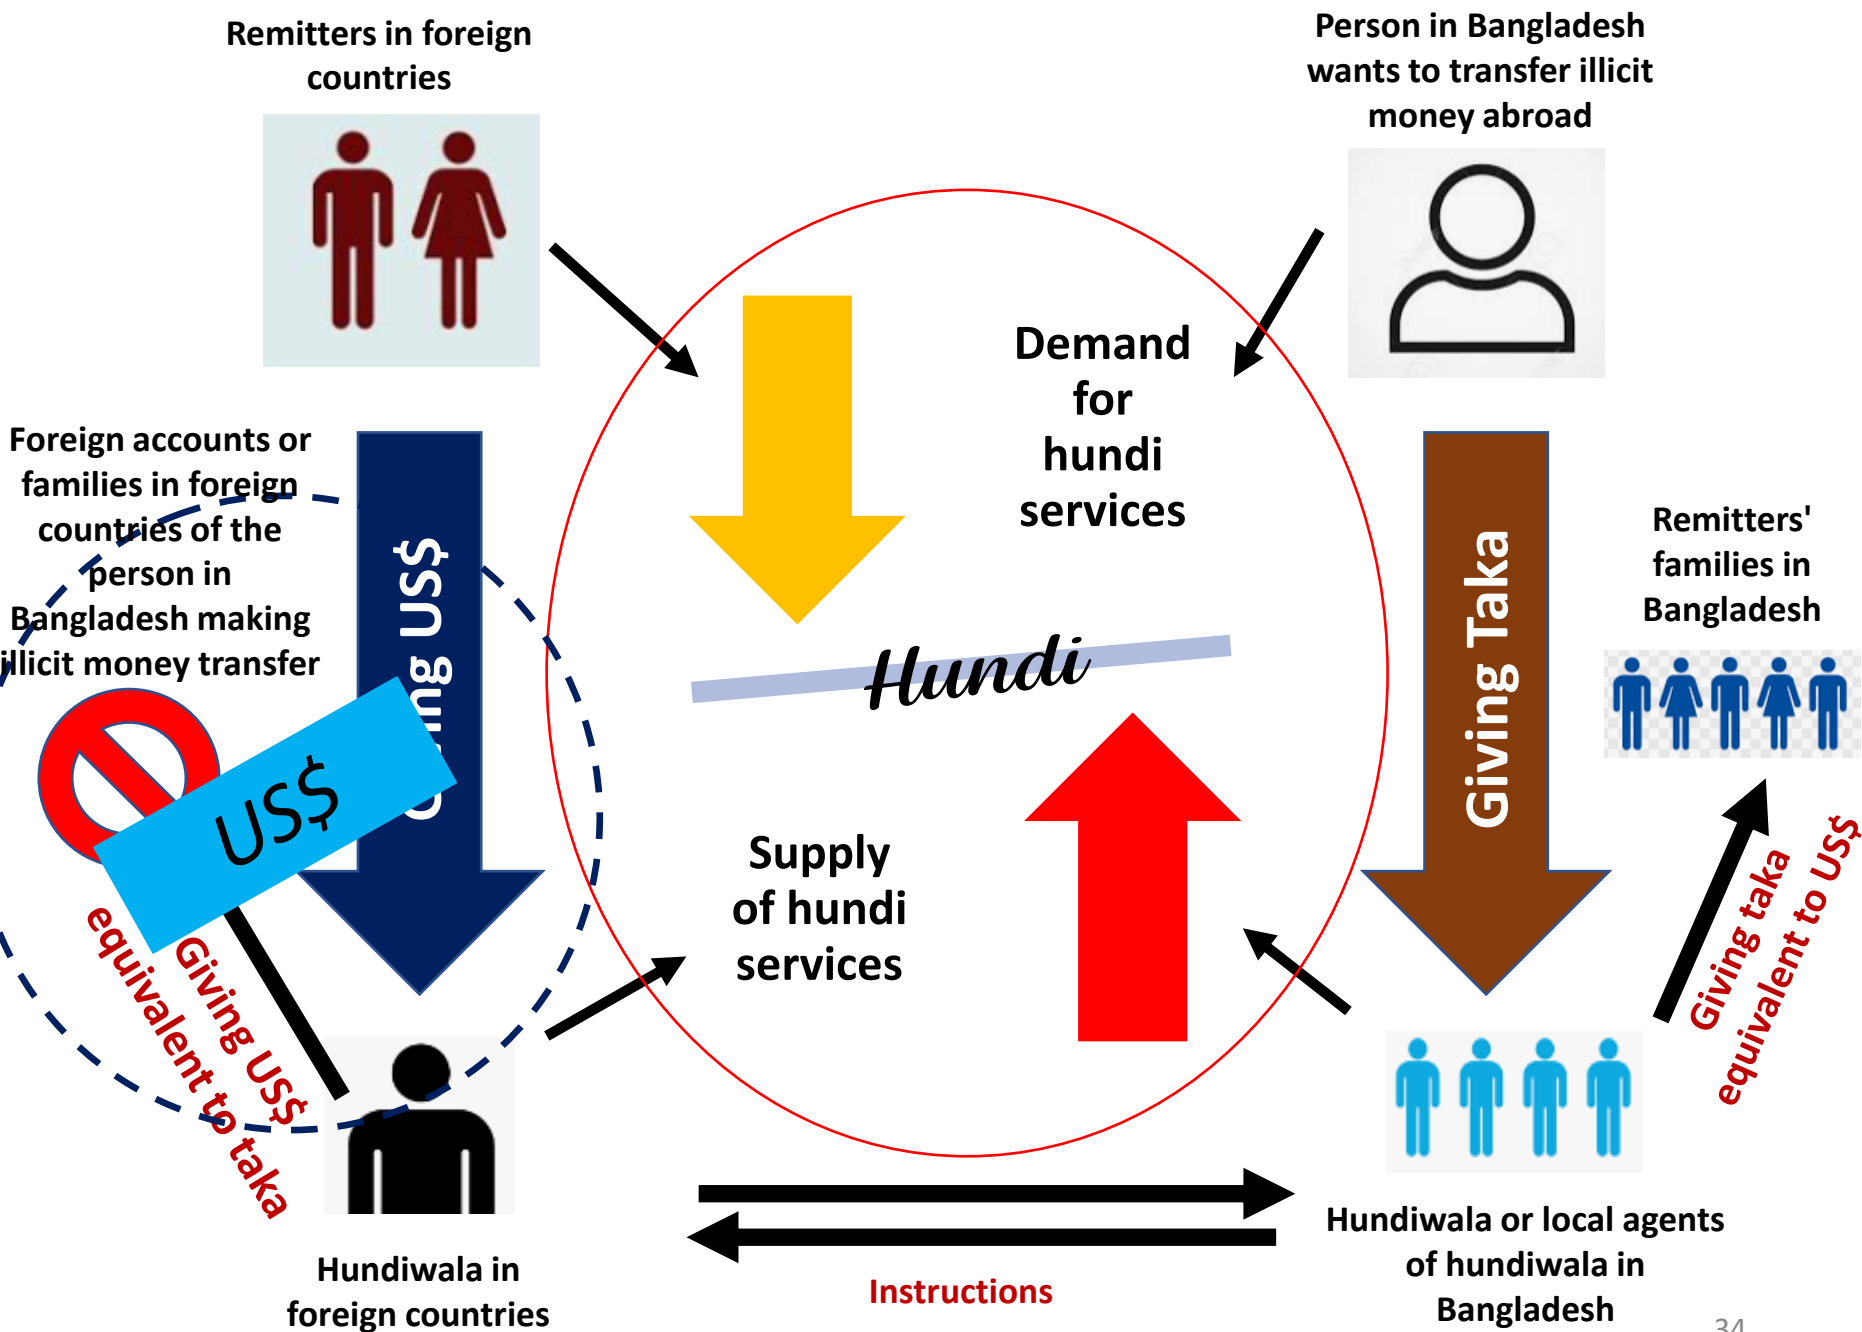 Remitters in foreign
countries
Person in Bangladesh
wants to transfer illicit
money abroad
Demand
for
hundi
services
Foreign accounts or
families in foreign
countries of the
person in
Bangladesh making
illicit money transfer
US$
US$
Giving Taka
Remitters'
families in
Bangladesh
Hundi
Supply
of hundi
services
Giving US$
equivalent to taka
Giving taka
equivalent to US$
Hundiwala in
foreign countries
Instructions
Hundiwala or local agents
of hundiwala in
Bangladesh
34